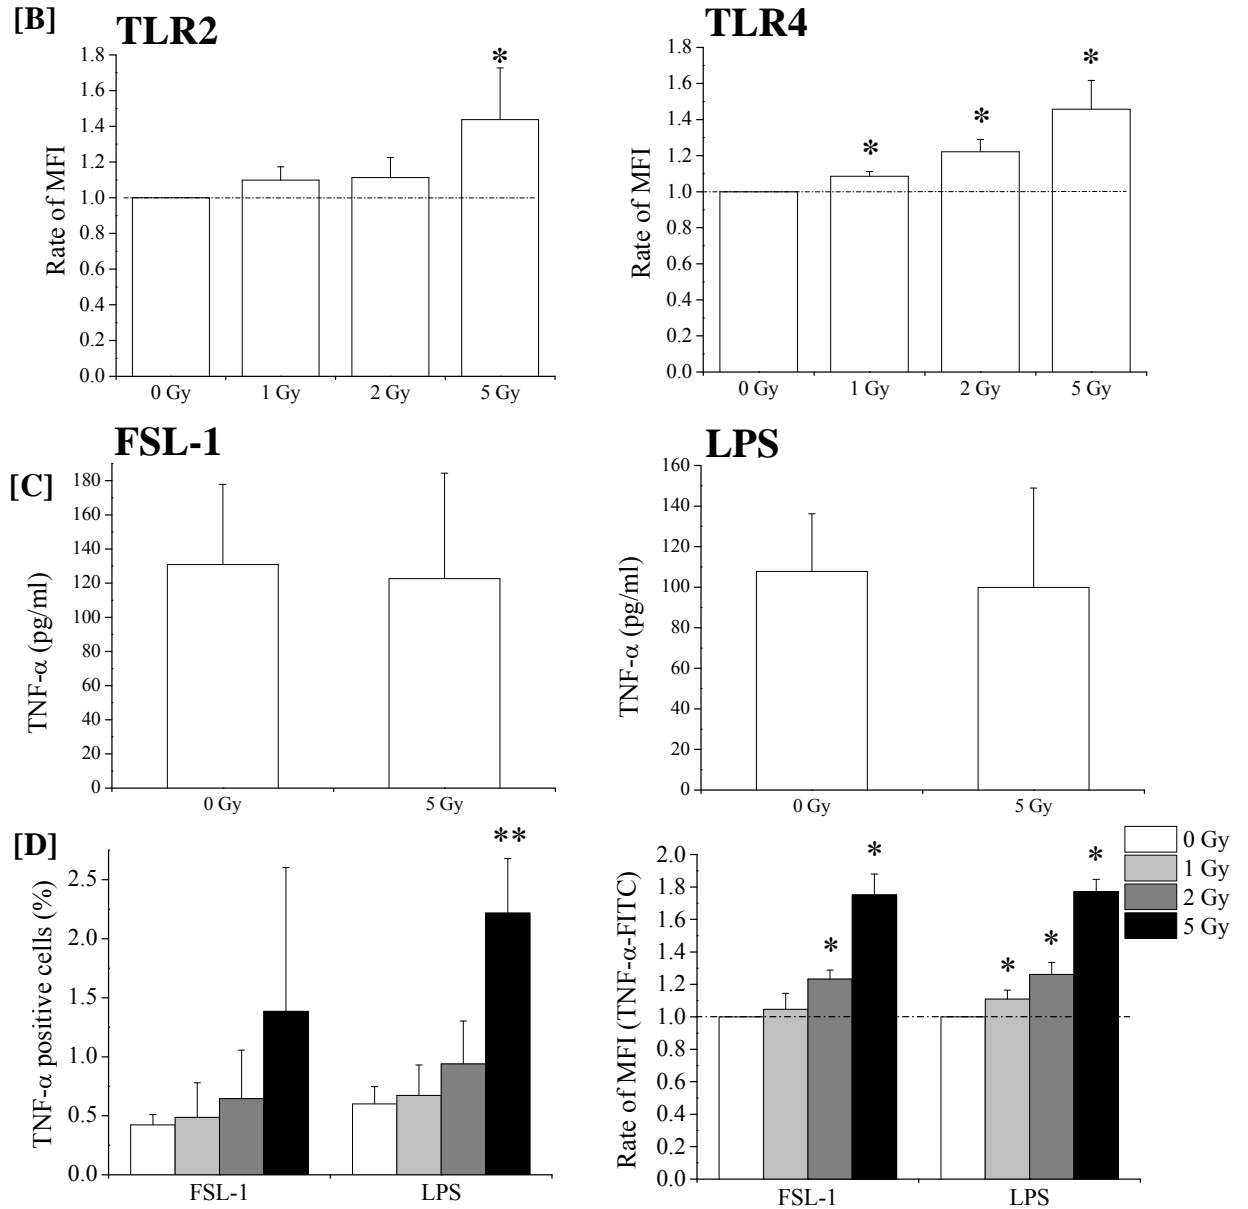 [B]
TLR2
Rate of MFI
1.8
1.6
1.4
1.2
1.0
0.8
0.6
0.4
0.2
0.0
*
0 Gy 1 Gy 2 Gy 5 Gy
TLR4
Rate of MFI
1.8
1.6
1.4
1.2
1.0
0.8
0.6
0.4
0.2
0.0
* * *
0 Gy 1 Gy 2 Gy 5 Gy
[C]
FSL-1
TNF-α (pg/ml)
180
160
140
120
100
80
60
40
20
0
0 Gy 5 Gy
LPS
TNF-α (pg/ml)
160
140
120
100
80
60
40
20
0
0 Gy 5 Gy
[D]
TNF-α positive cells (%)
2.5
2.0
1.5
1.0
0.5
0.0
**
FSL-1 LPS
Rate of MFI (TNF-α-FITC)
2.0
1.8
1.6
1.4
1.2
1.0
0.8
0.6
0.4
0.2
0.0
* * * * *
FSL-1 LPS
0 Gy
1 Gy
2 Gy
5 Gy